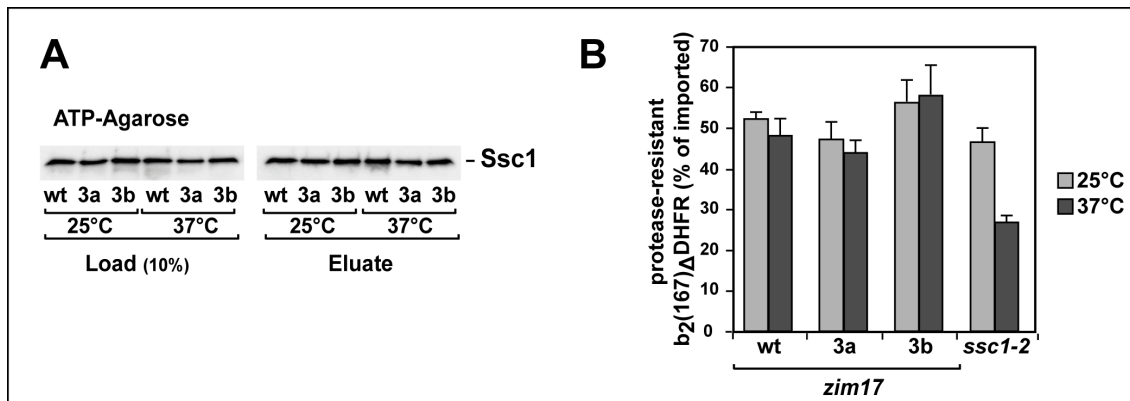 A
ATP-Agarose
- Ssc1
wt 3a 3b wt 3a 3b
25°C 37°C
Load (10%)
wt 3a 3b wt 3a 3b
25°C 37°C
Eluate
B
protease-resistant
b2(167)ΔDHFR (% of imported)
70
60
50
40
30
20
10
0
wt 3a 3b ssc1-2
zim17
25°C
37°C